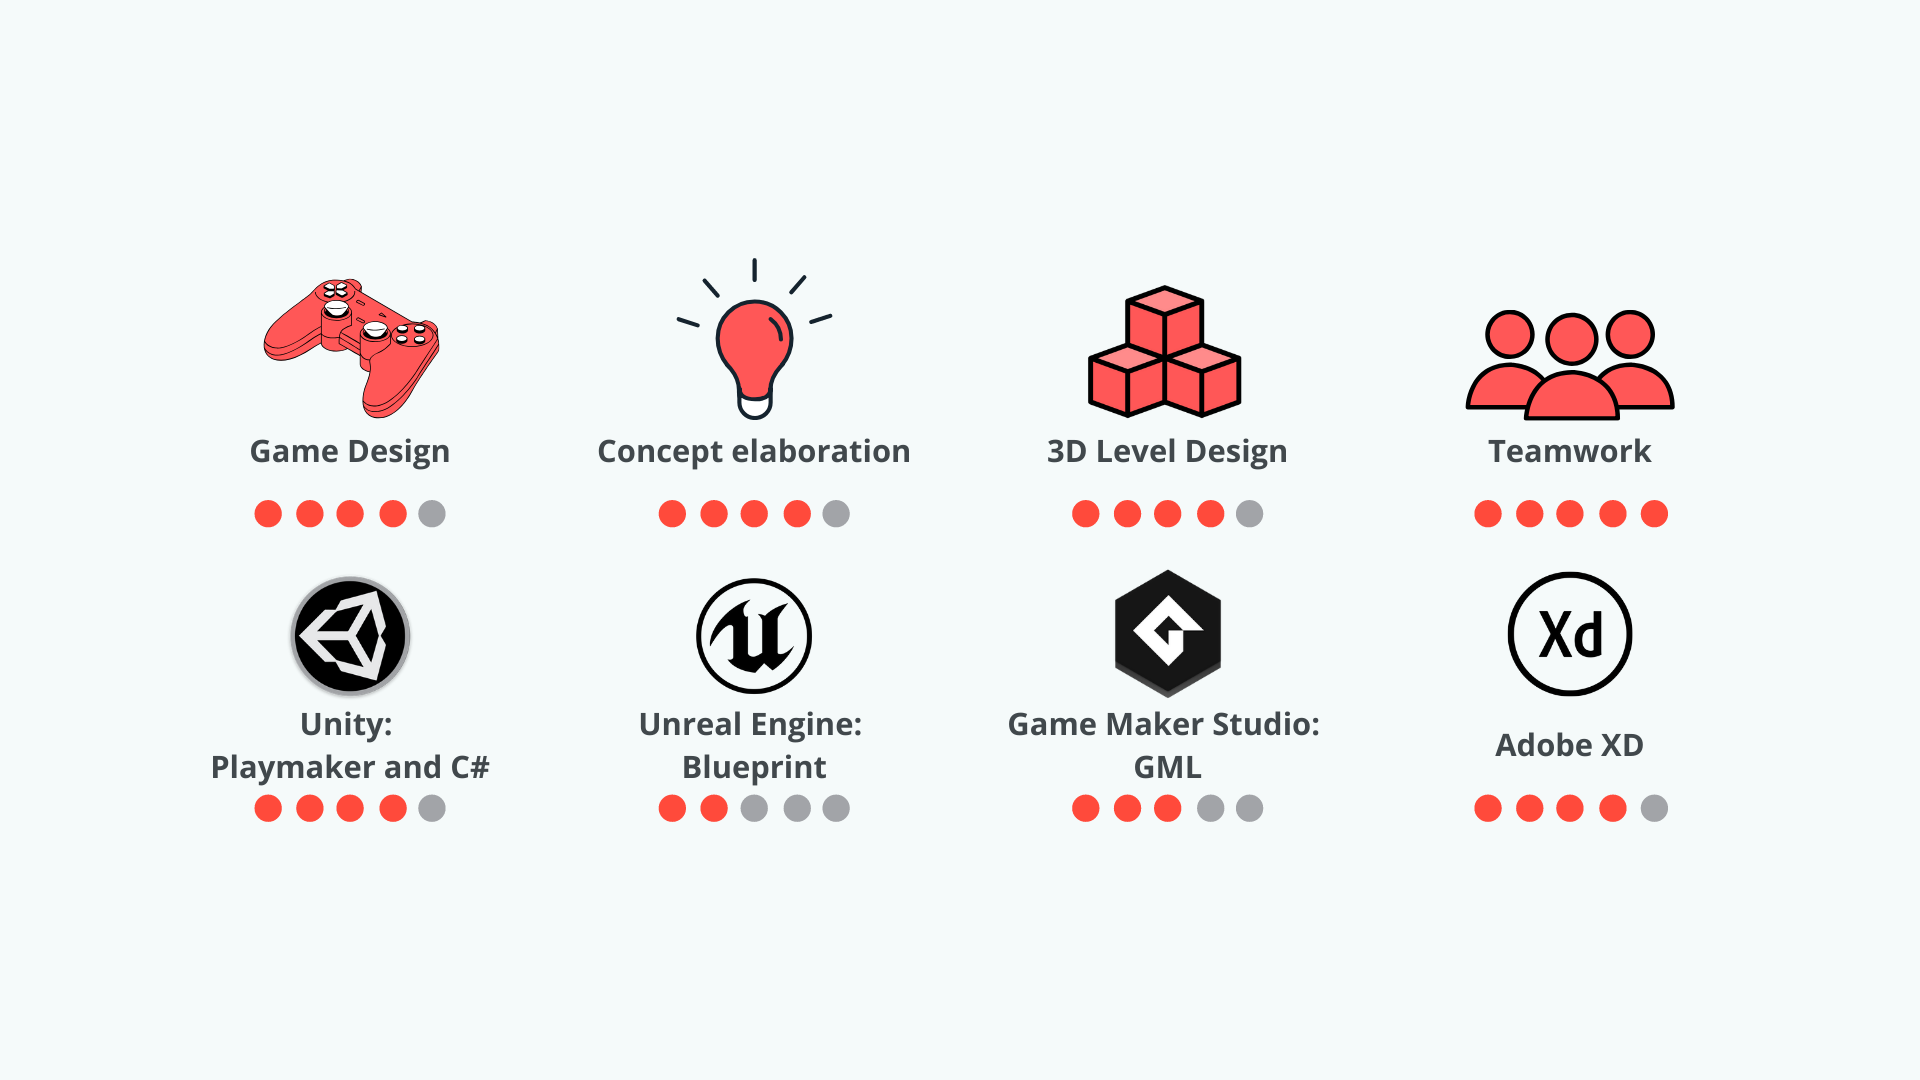 Game Design
Concept elaboration
3D Level Design
Teamwork
Xd
Unity:
Playmaker and C#
Unreal Engine:
Blueprint
Game Maker Studio:
GML
Adobe XD